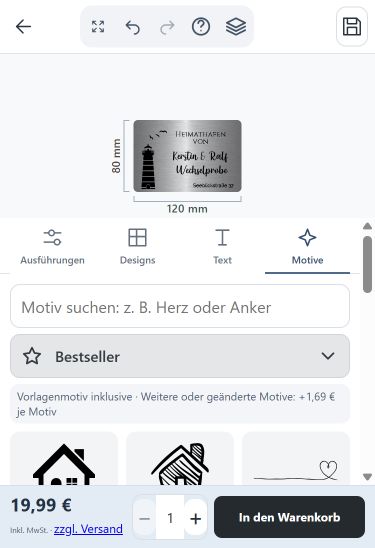 80 mm
HEIMATHAFEN
VON
Kerstin & Ralf
Wechselprobe
Seeblickstraße 37
120 mm
Ausführungen
Designs
Text
Motive
Motiv suchen: z. B. Herz oder Anker
Bestseller
Vorlagenmotiv inklusive · Weitere oder geänderte Motive: +1,69 €
je Motiv
19,99 €
Inkl. MwSt. · zzgl. Versand
− 1 +
In den Warenkorb